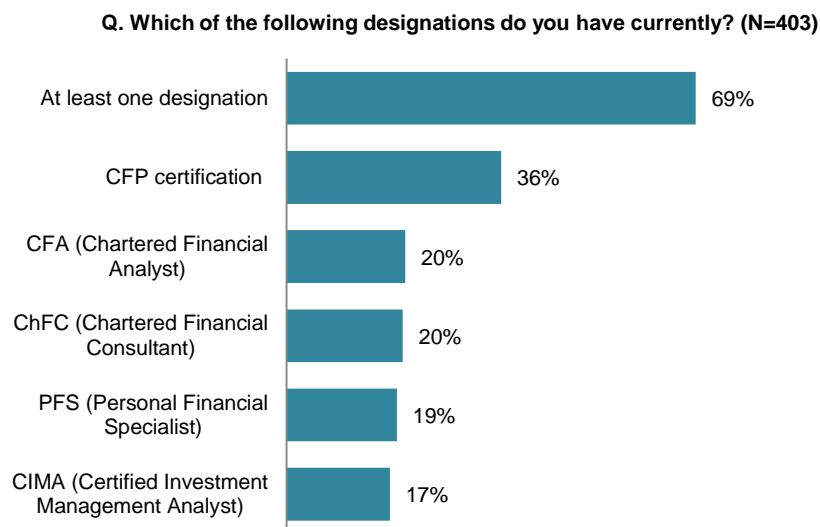 Q. Which of the following designations do you have currently? (N=403)
At least one designation
69%
CFP certification
36%
CFA (Chartered Financial
Analyst)
20%
ChFC (Chartered Financial
Consultant)
20%
PFS (Personal Financial
Specialist)
19%
CIMA (Certified Investment
Management Analyst)
17%